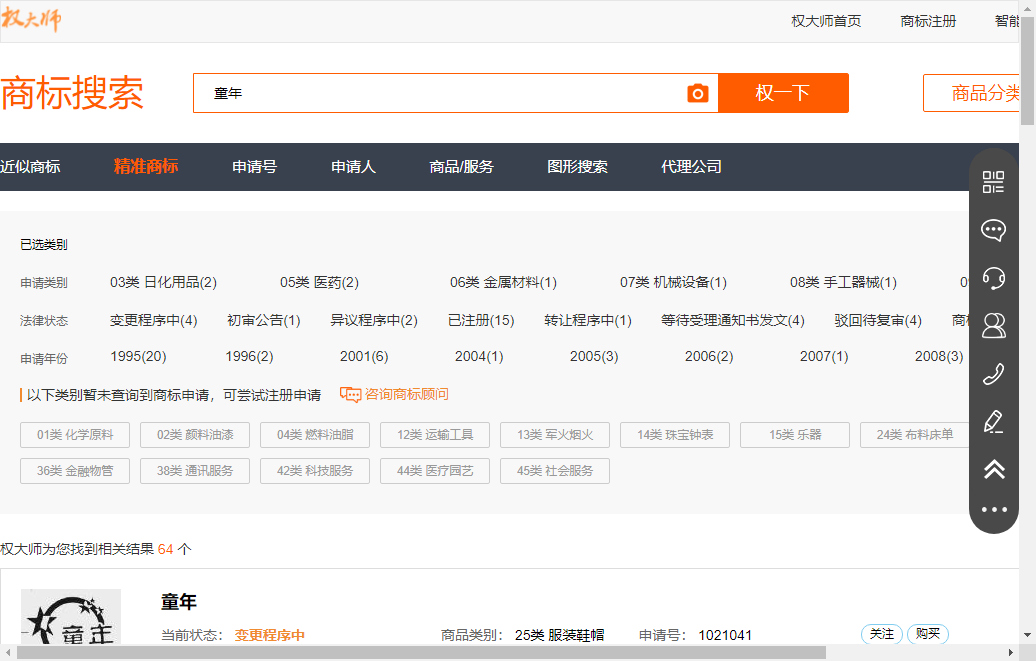 权大师 权大师首页 商标注册 智能
商标搜索 童年 权一下 商品分类
近似商标 精准商标 申请号 申请人 商品/服务 图形搜索 代理公司
已选类别
申请类别 03类 日化用品(2) 05类 医药(2) 06类 金属材料(1) 07类 机械设备(1) 08类 手工器械(1)
法律状态 变更程序中(4) 初审公告(1) 异议程序中(2) 已注册(15) 转让程序中(1) 等待受理通知书发文(4) 驳回待复审(4) 商标
申请年份 1995(20) 1996(2) 2001(6) 2004(1) 2005(3) 2006(2) 2007(1) 2008(3)
以下类别暂未查询到商标申请，可尝试注册申请 咨询商标顾问
01类 化学原料 02类 颜料油漆 04类 燃料油脂 12类 运输工具 13类 军火烟火 14类 珠宝钟表 15类 乐器 24类 布料床单
36类 金融物管 38类 通讯服务 42类 科技服务 44类 医疗园艺 45类 社会服务
权大师为您找到相关结果 64 个
童年
童年 当前状态： 变更程序中 商品类别： 25类 服装鞋帽 申请号： 1021041 关注 购买